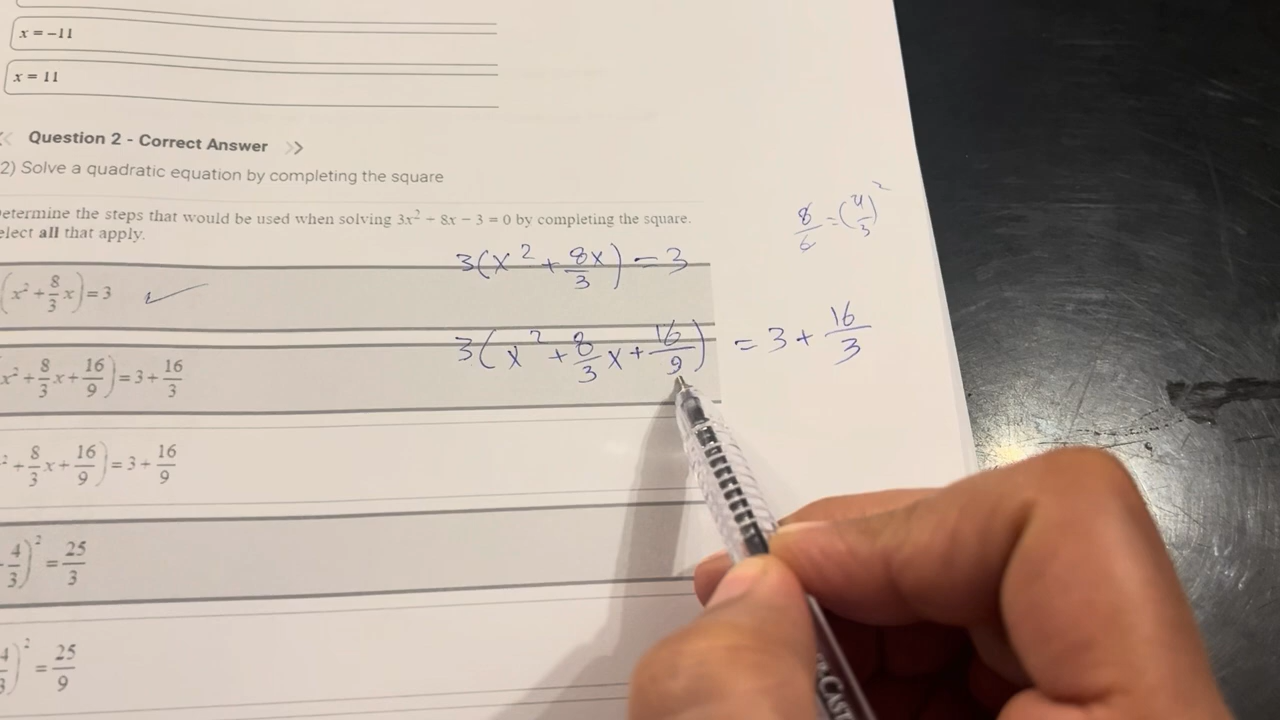 x = −11
x = 11
Question 2 - Correct Answer
2) Solve a quadratic equation by completing the square
etermine the steps that would be used when solving 3x² + 8x − 3 = 0 by completing the square.
elect all that apply.
8/6 = (4/3)²
3(x² + 8x/3) = 3
(x² + 8/3 x) = 3 ✓
3(x² + 8/3 x + 16/9) = 3 + 16/3
x² + 8/3 x + 16/9) = 3 + 16/3
² + 8/3 x + 16/9) = 3 + 16/9
4/3)² = 25/3
4/3)² = 25/9
CAST